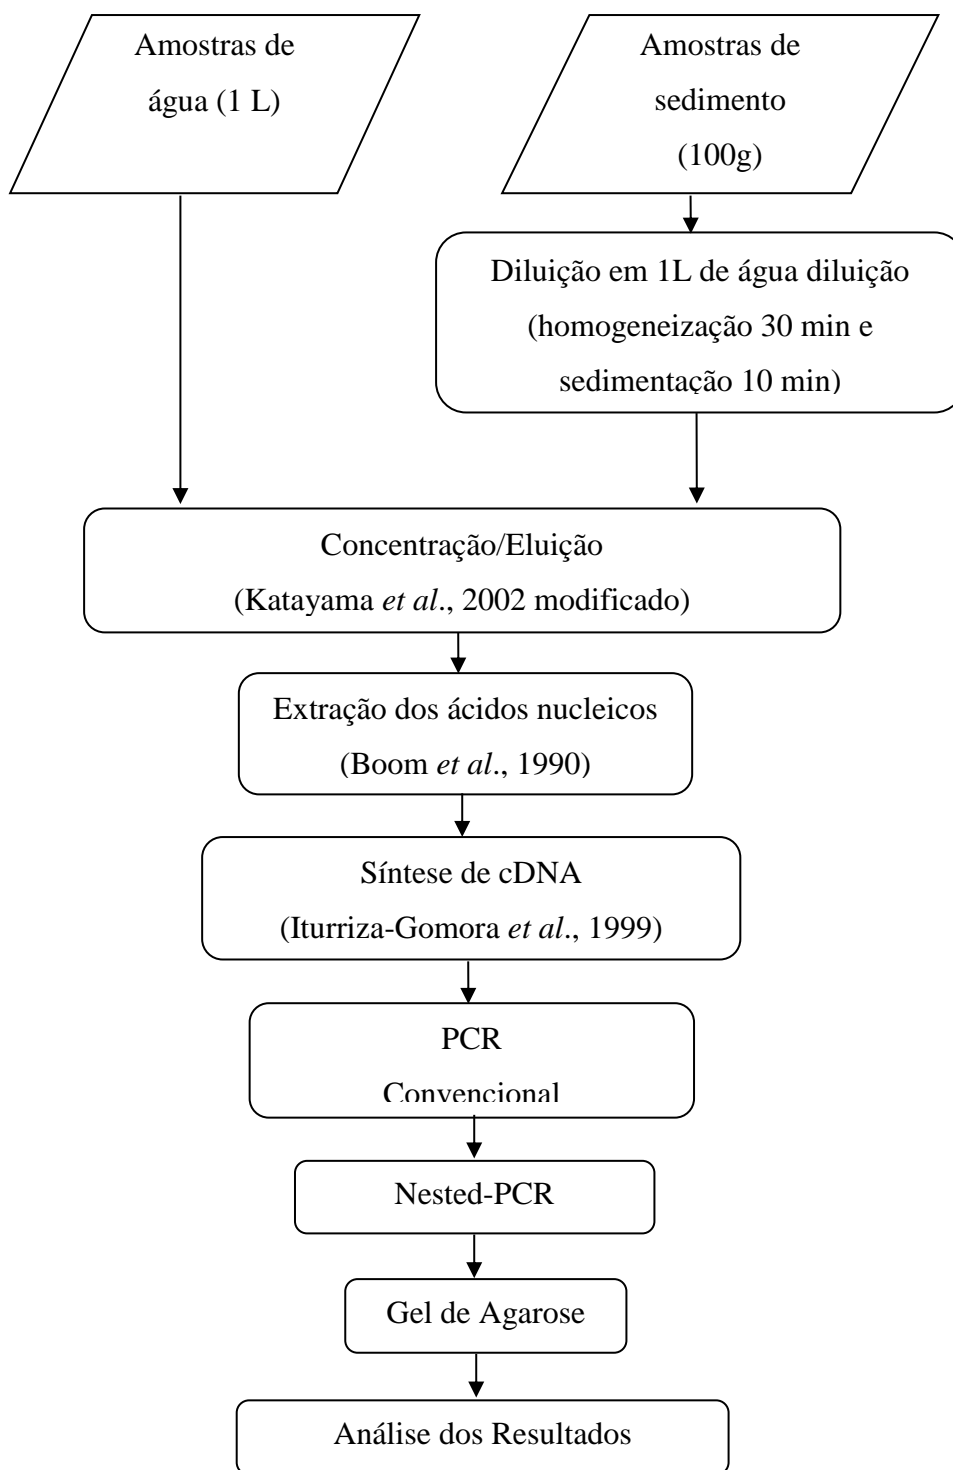 Amostras de
água (1 L)
Amostras de
sedimento
(100g)
Diluição em 1L de água diluição
(homogeneização 30 min e
sedimentação 10 min)
Concentração/Eluição
(Katayama et al., 2002 modificado)
Extração dos ácidos nucleicos
(Boom et al., 1990)
Síntese de cDNA
(Iturriza-Gomora et al., 1999)
PCR
Convencional
Nested-PCR
Gel de Agarose
Análise dos Resultados